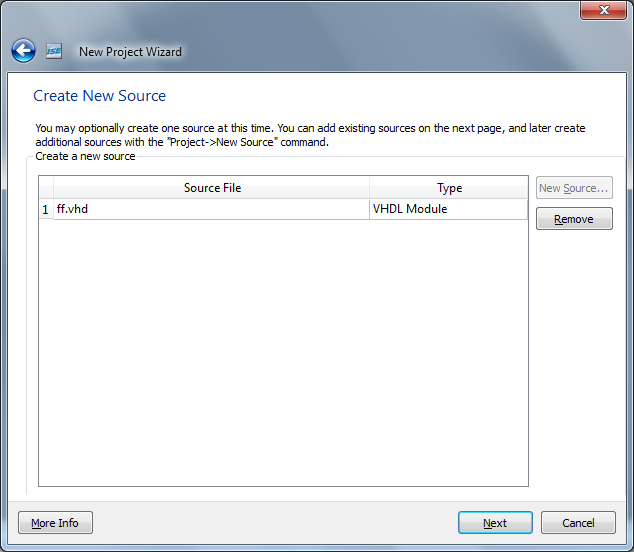 ISE New Project Wizard
Create New Source
You may optionally create one source at this time. You can add existing sources on the next page, and later create
additional sources with the "Project->New Source" command.
Create a new source
Source File Type
1 ff.vhd VHDL Module
New Source...
Remove
More Info Next Cancel